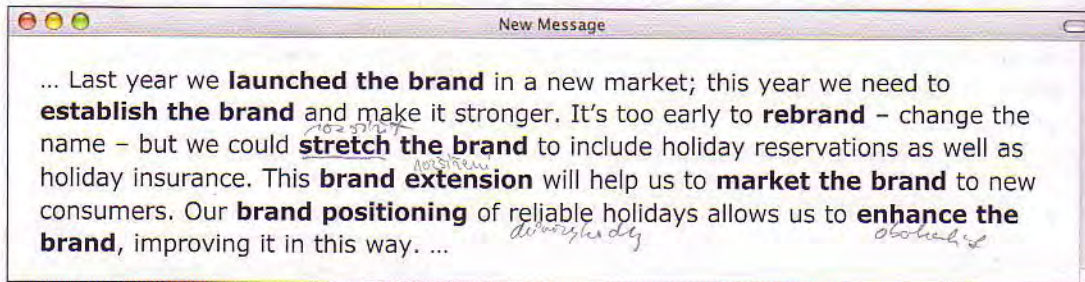 New Message
... Last year we launched the brand in a new market; this year we need to
establish the brand and make it stronger. It's too early to rebrand – change the
rozšířit
name – but we could stretch the brand to include holiday reservations as well as
rozšíření
holiday insurance. This brand extension will help us to market the brand to new
consumers. Our brand positioning of reliable holidays allows us to enhance the
brand, improving it in this way. ...